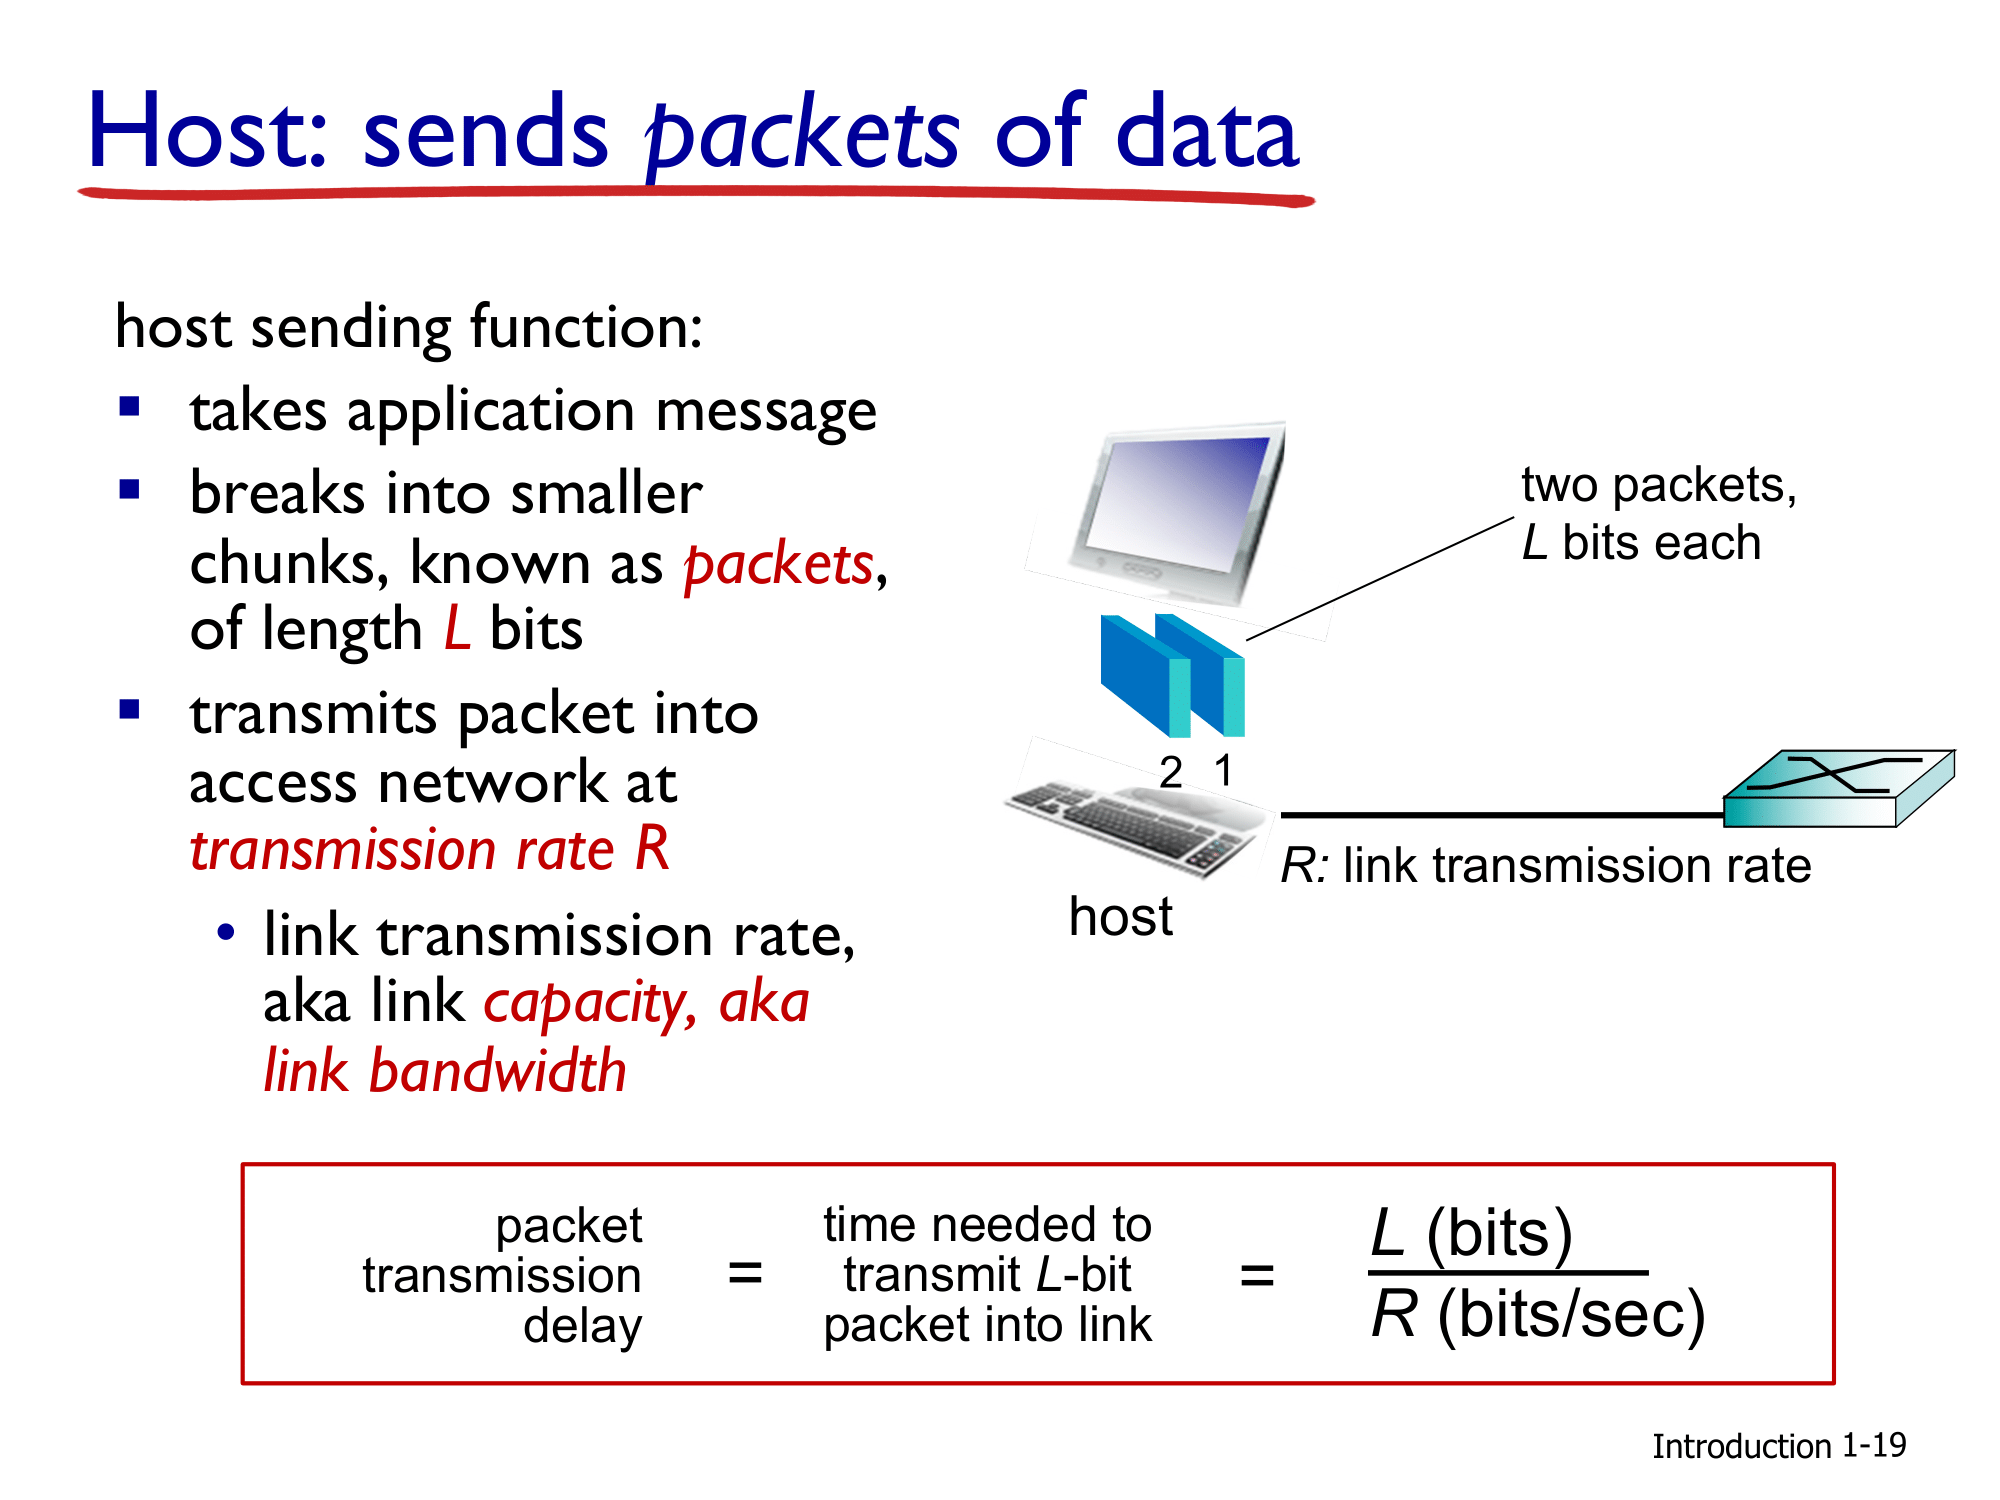 Host: sends packets of data
host sending function:
takes application message
breaks into smaller
chunks, known as packets,
of length L bits
transmits packet into
access network at
transmission rate R
link transmission rate,
aka link capacity, aka
link bandwidth
two packets,
L bits each
2 1
R: link transmission rate
host
packet
transmission
delay
=
time needed to
transmit L-bit
packet into link
=
L (bits)
R (bits/sec)
Introduction 1-19